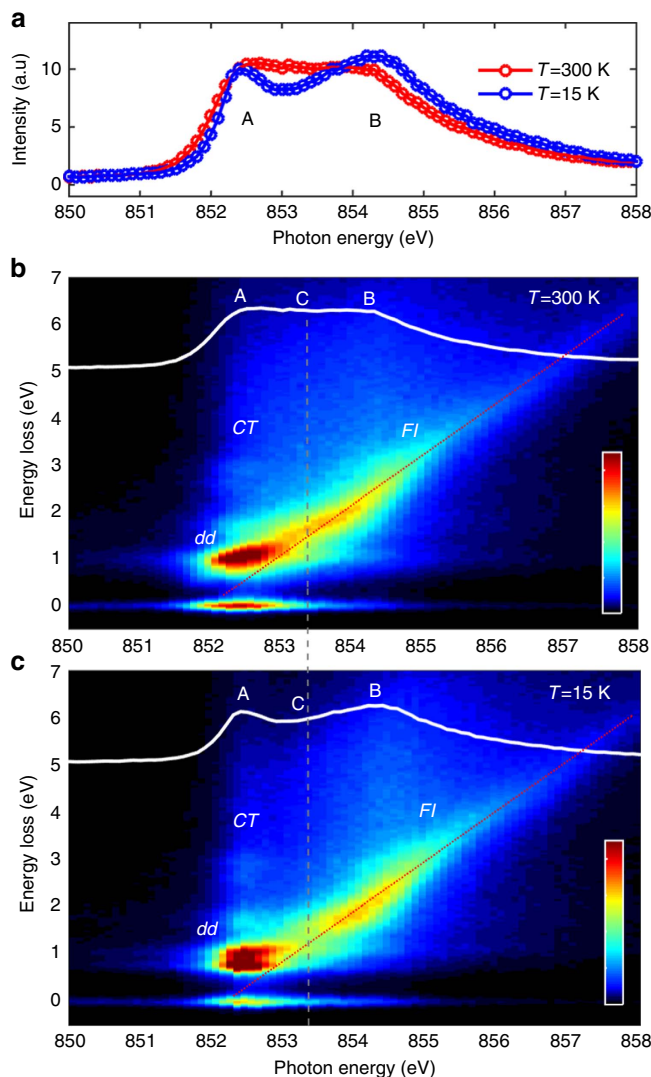 a
Intensity (a.u)
10
5
0
T=300 K
T=15 K
A
B
850 851 852 853 854 855 856 857 858
Photon energy (eV)
b
Energy loss (eV)
7
6
5
4
3
2
1
0
A
C
B
T=300 K
CT
FI
dd
850 851 852 853 854 855 856 857 858
c
Energy loss (eV)
7
6
5
4
3
2
1
0
A
C
B
T=15 K
CT
FI
dd
850 851 852 853 854 855 856 857 858
Photon energy (eV)